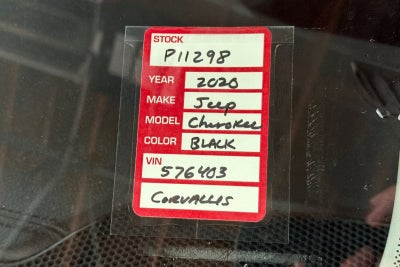 STOCK
P11298
YEAR 2020
MAKE Jeep
MODEL Cherokee
COLOR BLACK
VIN
576403
CORVALLIS